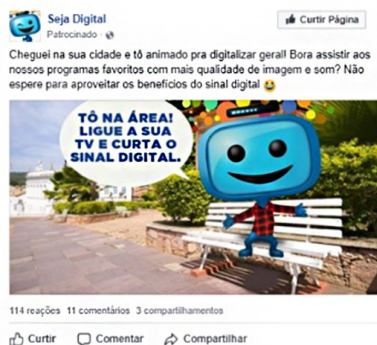 Seja Digital
Patrocinado
Curtir Página
Cheguei na sua cidade e tô animado pra digitalizar geral! Bora assistir aos
nossos programas favoritos com mais qualidade de imagem e som? Não
espere para aproveitar os benefícios do sinal digital
TÔ NA ÁREA!
LIGUE A SUA
TV E CURTA O
SINAL DIGITAL.
114 reações 11 comentários 3 compartilhamentos
Curtir Comentar Compartilhar